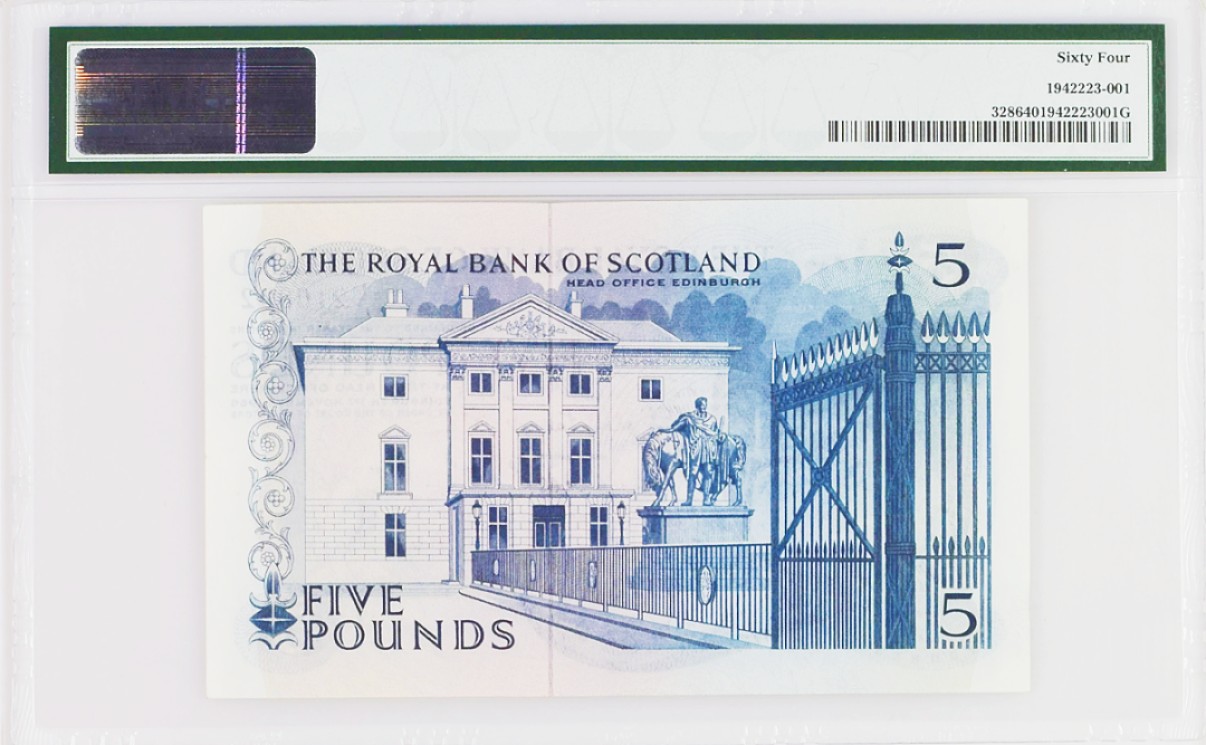 Sixty Four
1942223-001
3286401942223001G
THE ROYAL BANK OF SCOTLAND
HEAD OFFICE EDINBURGH
5
FIVE
POUNDS
5